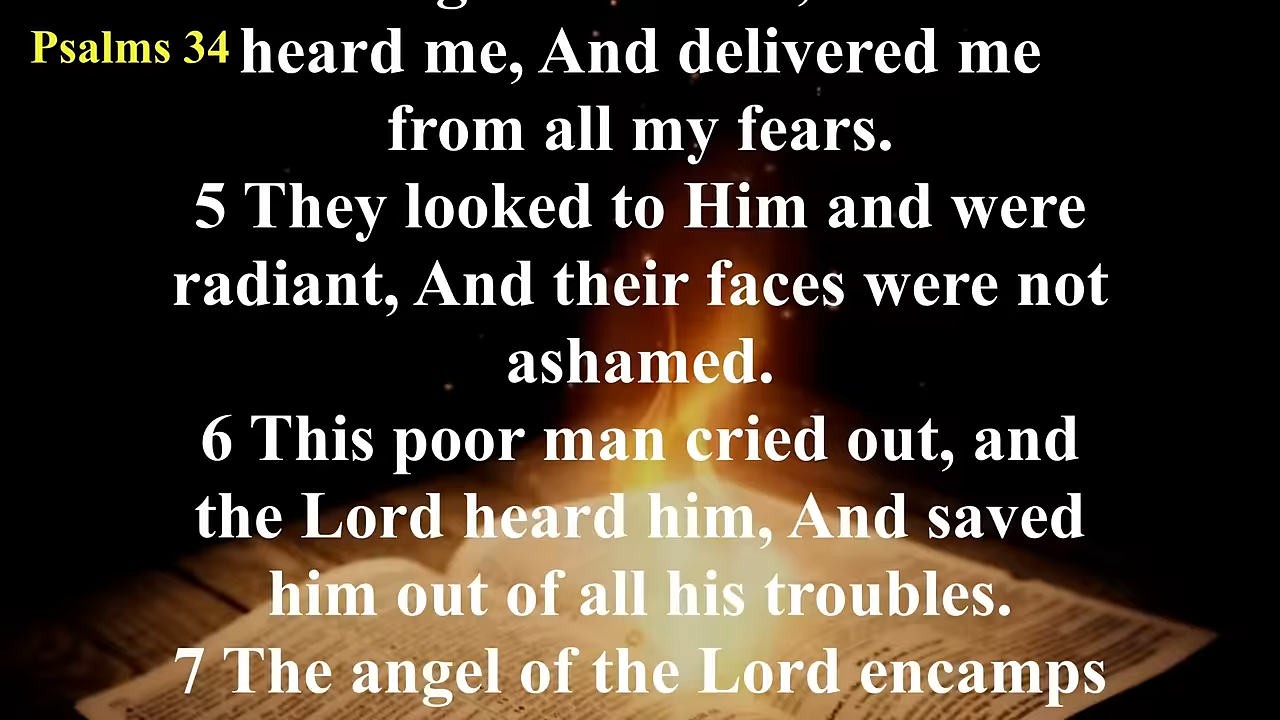 Psalms 34
heard me, And delivered me
from all my fears.
5 They looked to Him and were
radiant, And their faces were not
ashamed.
6 This poor man cried out, and
the Lord heard him, And saved
him out of all his troubles.
7 The angel of the Lord encamps